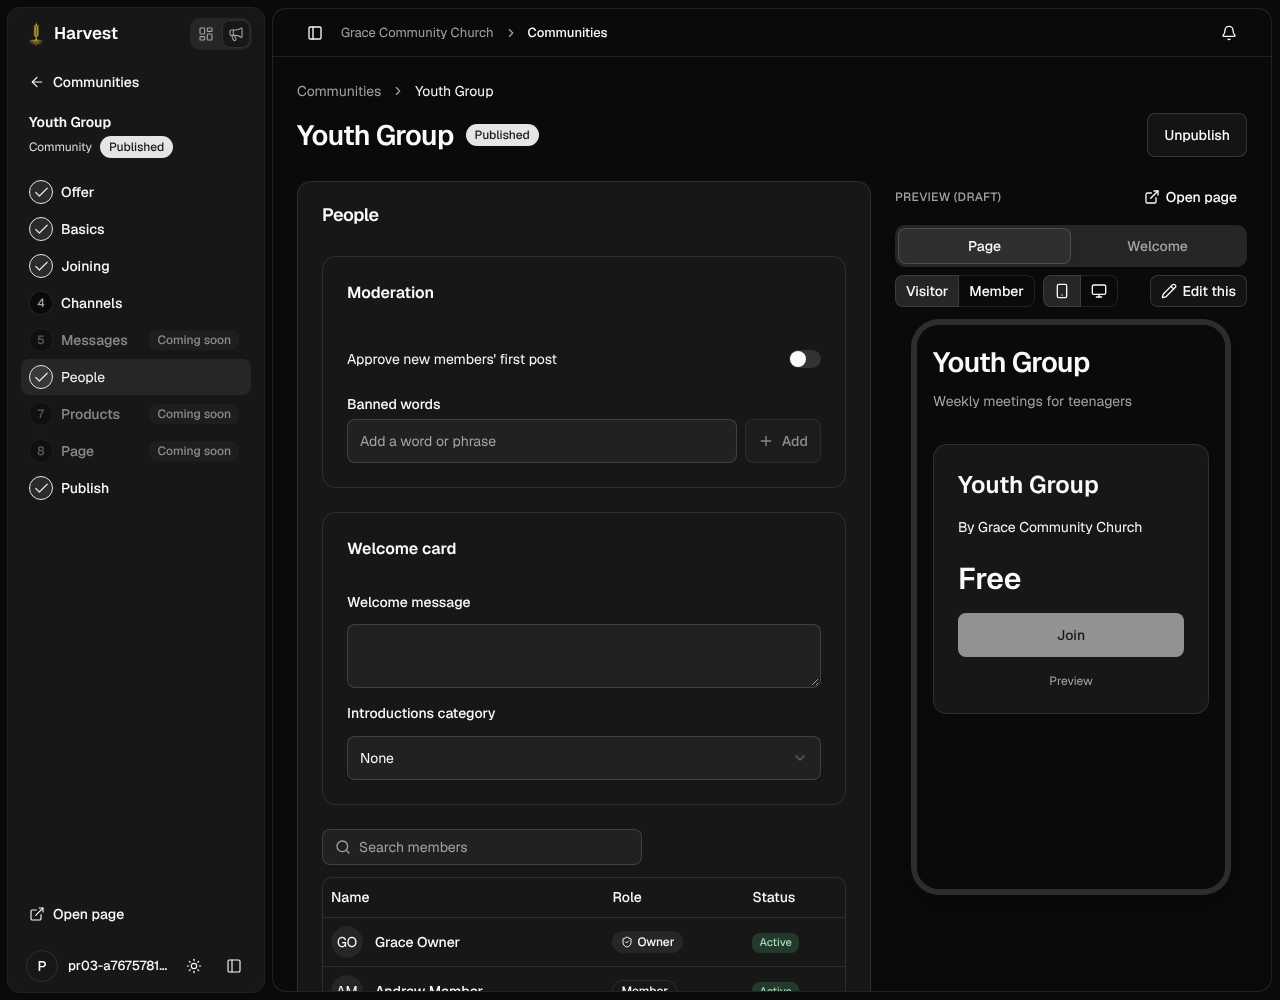 Harvest
Communities
Youth Group
Community Published
Offer
Basics
Joining
4 Channels
5 Messages Coming soon
People
7 Products Coming soon
8 Page Coming soon
Publish
Open page
P pr03-a7675781...
Grace Community Church > Communities
Communities > Youth Group
Youth Group Published
Unpublish
People
Moderation
Approve new members' first post
Banned words
Add a word or phrase
+ Add
Welcome card
Welcome message
Introductions category
None
Search members
Name Role Status
GO Grace Owner Owner Active
AM Andrew Member Member Active
PREVIEW (DRAFT) Open page
Page Welcome
Visitor Member Edit this
Youth Group
Weekly meetings for teenagers
Youth Group
By Grace Community Church
Free
Join
Preview